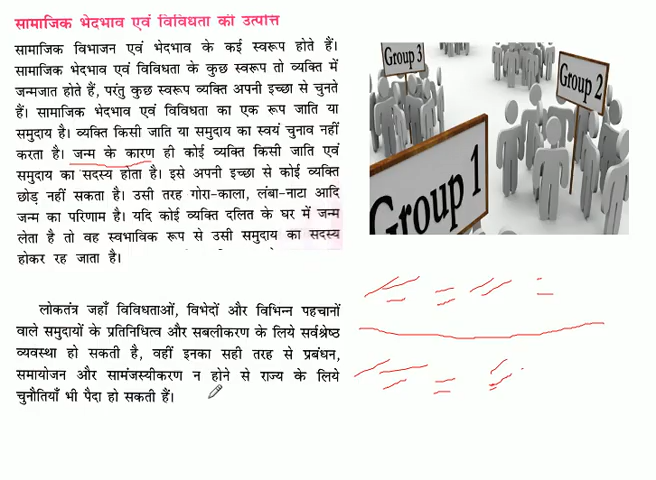 सामाजिक भेदभाव एवं विविधता की उत्पत्ति
सामाजिक विभाजन एवं भेदभाव के कई स्वरूप होते हैं।
सामाजिक भेदभाव एवं विविधता के कुछ स्वरूप तो व्यक्ति में
जन्मजात होते हैं, परंतु कुछ स्वरूप व्यक्ति अपनी इच्छा से चुनते
हैं। सामाजिक भेदभाव एवं विविधता का एक रूप जाति या
समुदाय है। व्यक्ति किसी जाति या समुदाय का स्वयं चुनाव नहीं
करता है। जन्म के कारण ही कोई व्यक्ति किसी जाति एवं
समुदाय का सदस्य होता है। इसे अपनी इच्छा से कोई व्यक्ति
छोड़ नहीं सकता है। उसी तरह गोरा-काला, लंबा-नाटा आदि
जन्म का परिणाम है। यदि कोई व्यक्ति दलित के घर में जन्म
लेता है तो वह स्वभाविक रूप से उसी समुदाय का सदस्य
होकर रह जाता है।
लोकतंत्र जहाँ विविधताओं, विभेदों और विभिन्न पहचानों
वाले समुदायों के प्रतिनिधित्व और सबलीकरण के लिये सर्वश्रेष्ठ
व्यवस्था हो सकती है, वहीं इनका सही तरह से प्रबंधन,
समायोजन और सामंजस्यीकरण न होने से राज्य के लिये
चुनौतियाँ भी पैदा हो सकती हैं।
Group 3
Group 2
Group 1